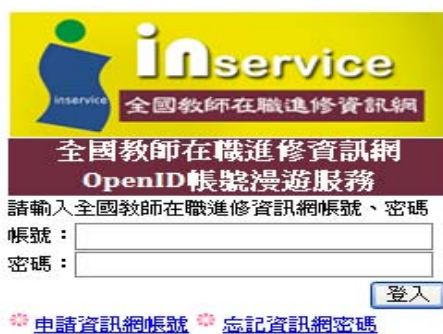 inservice
inservice
全國教師在職進修資訊網
全國教師在職進修資訊網
OpenID帳號漫遊服務
請輸入全國教師在職進修資訊網帳號、密碼
帳號：
密碼：
登入
申請資訊網帳號 忘記資訊網密碼